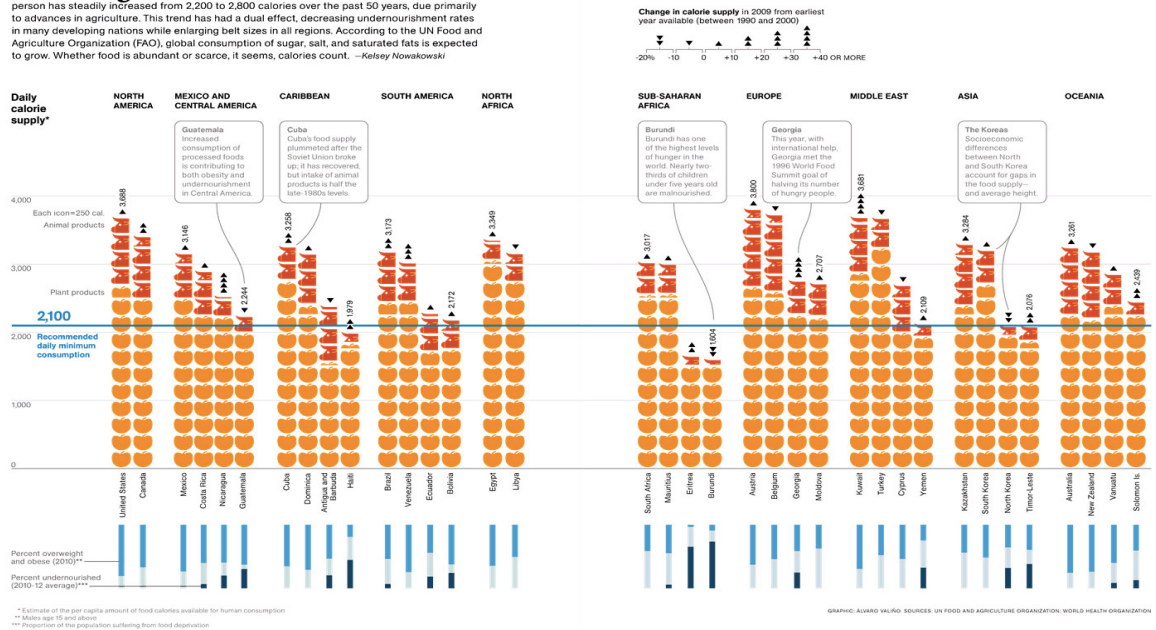 person has steadily increased from 2,200 to 2,800 calories over the past 50 years, due primarily
to advances in agriculture. This trend has had a dual effect, decreasing undernourishment rates
in many developing nations while enlarging belt sizes in all regions. According to the UN Food and
Agriculture Organization (FAO), global consumption of sugar, salt, and saturated fats is expected
to grow. Whether food is abundant or scarce, it seems, calories count. —Kelsey Nowakowski
Change in calorie supply in 2009 from earliest
year available (between 1990 and 2000)
-20% -10 0 +10 +20 +30 +40 OR MORE
Daily
calorie
supply*
NORTH
AMERICA
MEXICO AND
CENTRAL AMERICA
CARIBBEAN
SOUTH AMERICA
NORTH
AFRICA
SUB-SAHARAN
AFRICA
EUROPE
MIDDLE EAST
ASIA
OCEANIA
Guatemala
Increased
consumption of
processed foods
is contributing to
both obesity and
undernourishment
in Central America.
Cuba
Cuba's food supply
plummeted after the
Soviet Union broke
up; it has recovered,
but intake of animal
products is half the
late-1980s levels.
Burundi
Burundi has one
of the highest levels
of hunger in the
world. Nearly two-
thirds of children
under five years old
are malnourished.
Georgia
This year, with
international help,
Georgia met the
1996 World Food
Summit goal of
halving its number
of hungry people.
The Koreas
Socioeconomic
differences
between North
and South Korea
account for gaps in
the food supply—
and average height.
4,000
Each icon=250 cal.
Animal products
3,000
Plant products
2,100
2,000
Recommended
daily minimum
consumption
1,000
0
3,688
3,146
2,244
3,258
1,979
3,173
2,172
3,349
3,017
1,604
3,800
2,707
3,681
2,109
3,284
2,076
3,261
2,439
United States
Canada
Mexico
Costa Rica
Nicaragua
Guatemala
Cuba
Dominica
Antigua and
Barbuda
Haiti
Brazil
Venezuela
Ecuador
Bolivia
Egypt
Libya
South Africa
Mauritius
Eritrea
Burundi
Austria
Belgium
Georgia
Moldova
Kuwait
Turkey
Cyprus
Yemen
Kazakhstan
South Korea
North Korea
Timor-Leste
Australia
New Zealand
Vanuatu
Solomon Is.
Percent overweight
and obese (2010)**
Percent undernourished
(2010-12 average)***
* Estimate of the per capita amount of food calories available for human consumption
** Males age 15 and above
*** Proportion of the population suffering from food deprivation
GRAPHIC: ÁLVARO VALIÑO. SOURCES: UN FOOD AND AGRICULTURE ORGANIZATION; WORLD HEALTH ORGANIZATION